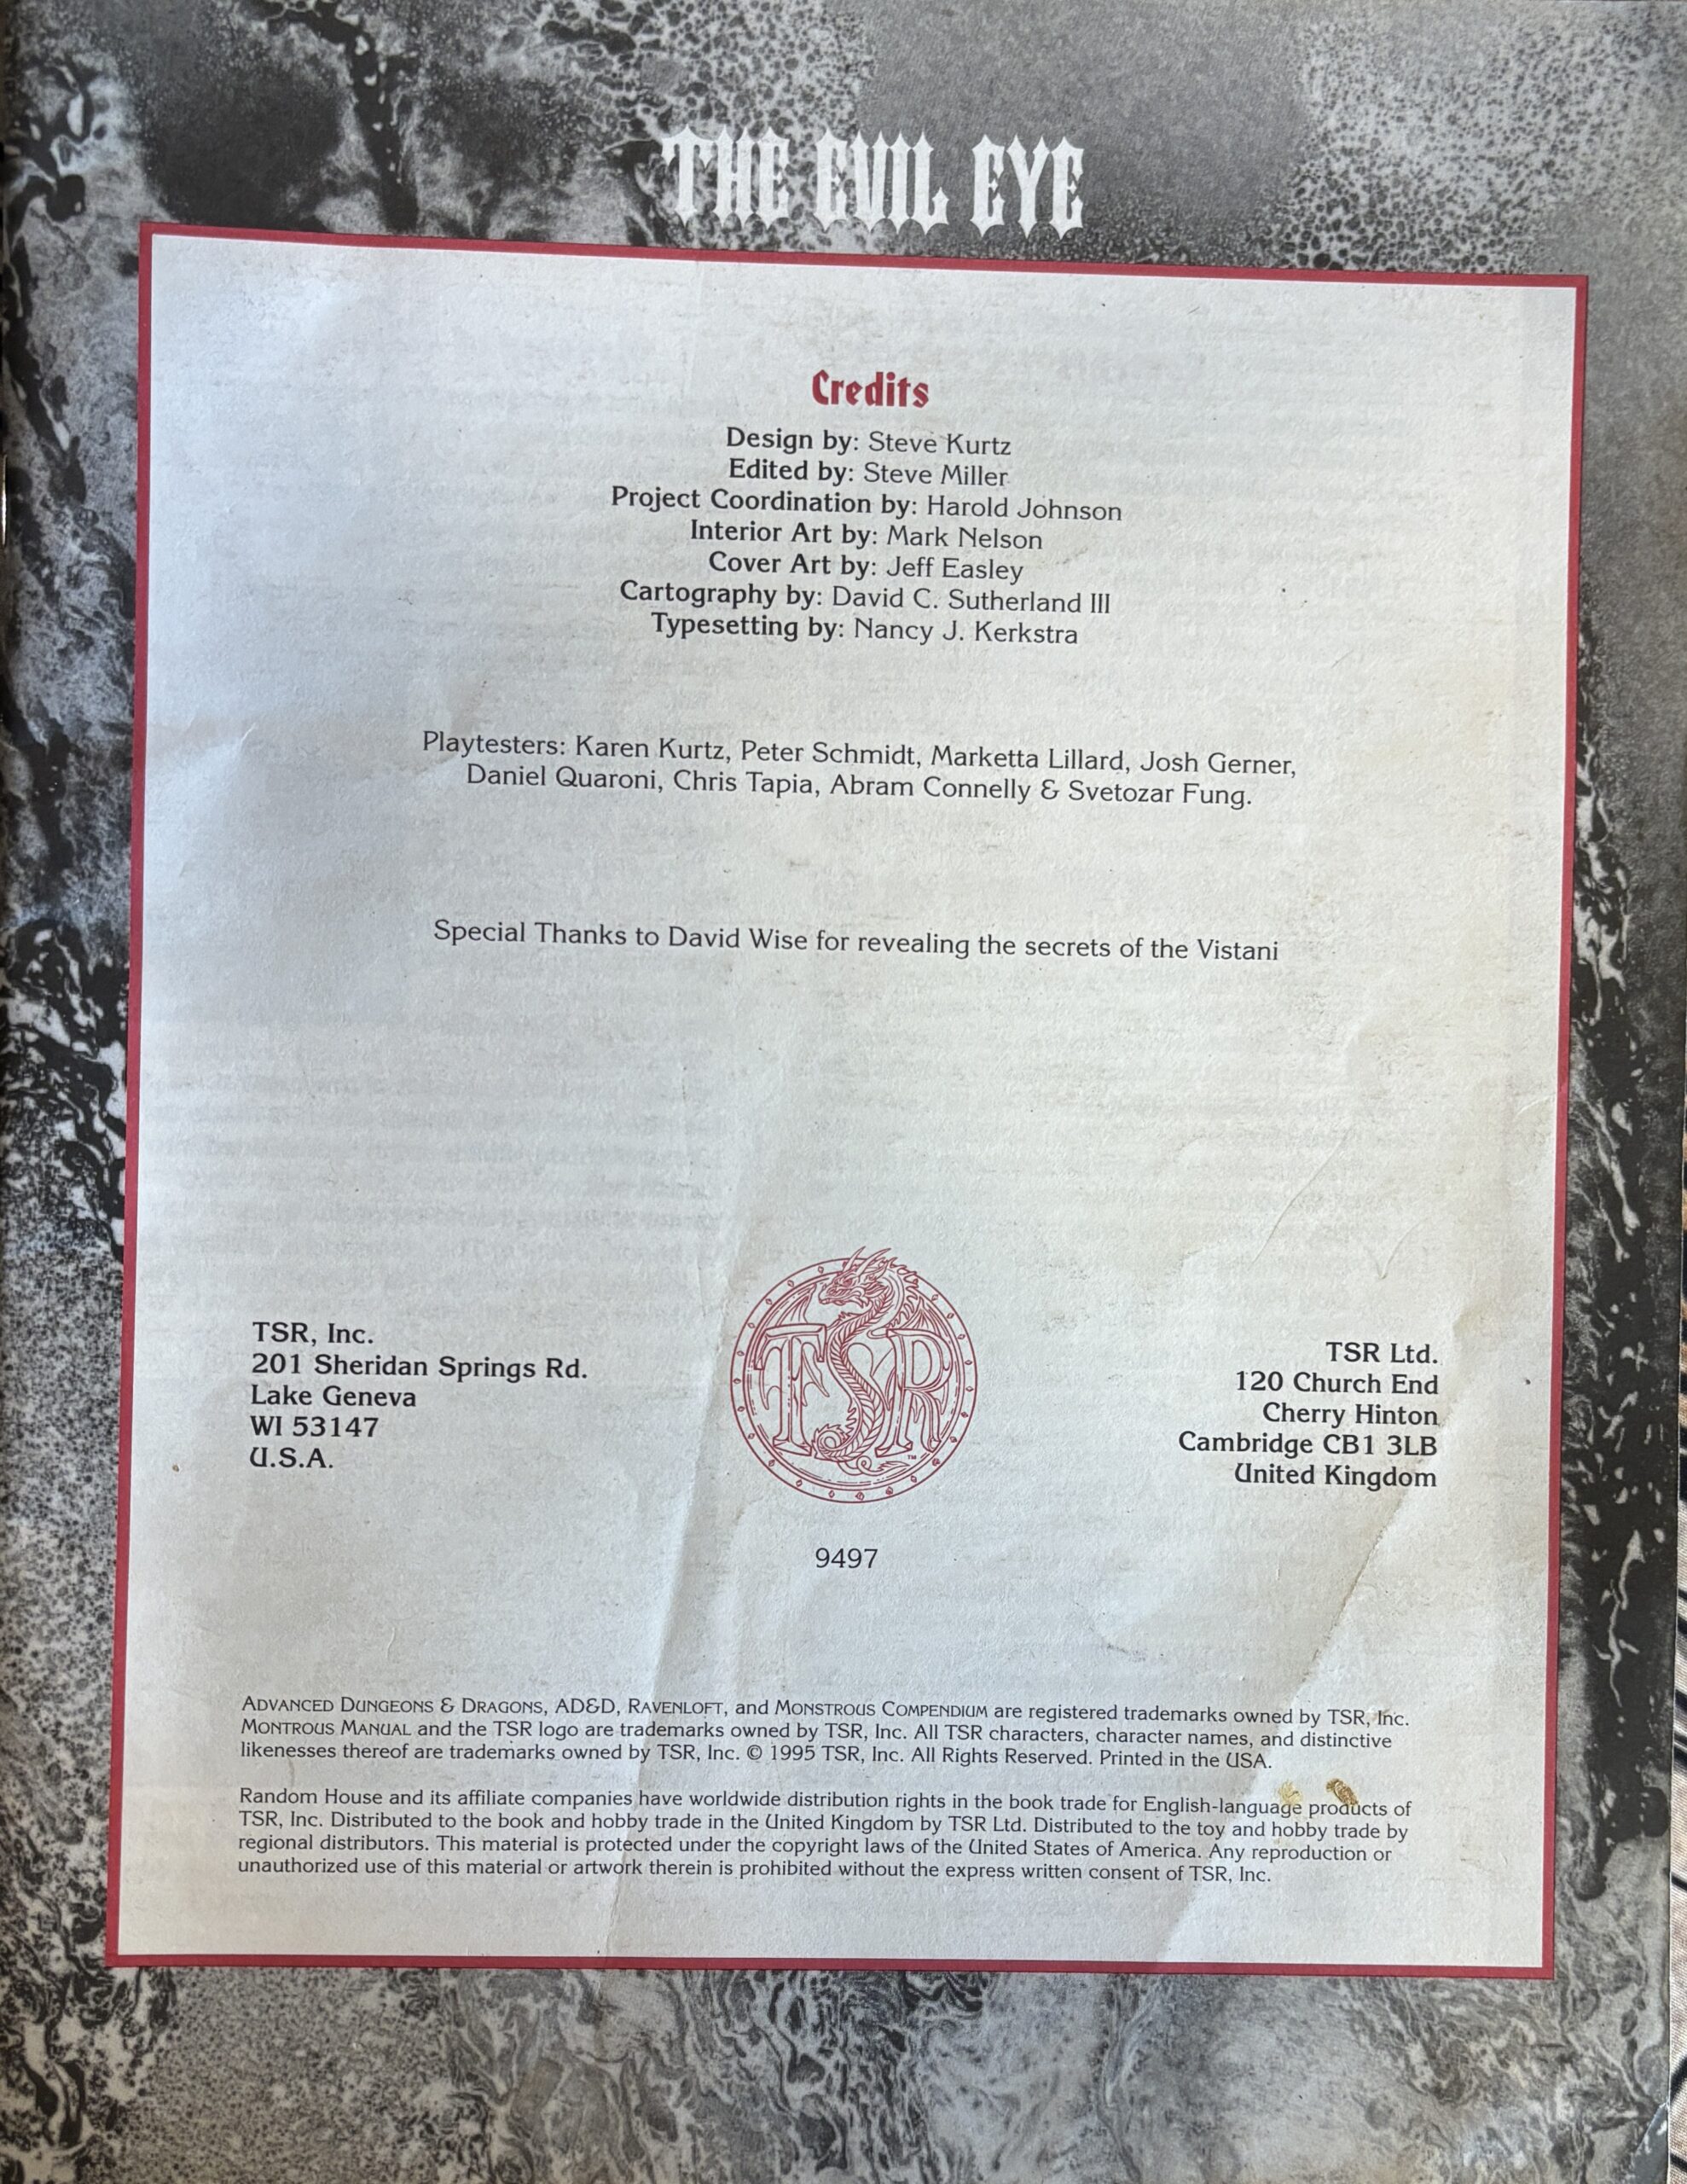 THE EVIL EYE
Credits
Design by: Steve Kurtz
Edited by: Steve Miller
Project Coordination by: Harold Johnson
Interior Art by: Mark Nelson
Cover Art by: Jeff Easley
Cartography by: David C. Sutherland III
Typesetting by: Nancy J. Kerkstra
Playtesters: Karen Kurtz, Peter Schmidt, Marketta Lillard, Josh Gerner,
Daniel Quaroni, Chris Tapia, Abram Connelly & Svetozar Fung.
Special Thanks to David Wise for revealing the secrets of the Vistani
TSR, Inc.
201 Sheridan Springs Rd.
Lake Geneva
WI 53147
U.S.A.
TSR
™
TSR Ltd.
120 Church End
Cherry Hinton
Cambridge CB1 3LB
United Kingdom
9497
ADVANCED DUNGEONS & DRAGONS, AD&D, RAVENLOFT, and MONSTROUS COMPENDIUM are registered trademarks owned by TSR, Inc.
MONTROUS MANUAL and the TSR logo are trademarks owned by TSR, Inc. All TSR characters, character names, and distinctive
likenesses thereof are trademarks owned by TSR, Inc. © 1995 TSR, Inc. All Rights Reserved. Printed in the USA.
Random House and its affiliate companies have worldwide distribution rights in the book trade for English-language products of
TSR, Inc. Distributed to the book and hobby trade in the United Kingdom by TSR Ltd. Distributed to the toy and hobby trade by
regional distributors. This material is protected under the copyright laws of the United States of America. Any reproduction or
unauthorized use of this material or artwork therein is prohibited without the express written consent of TSR, Inc.